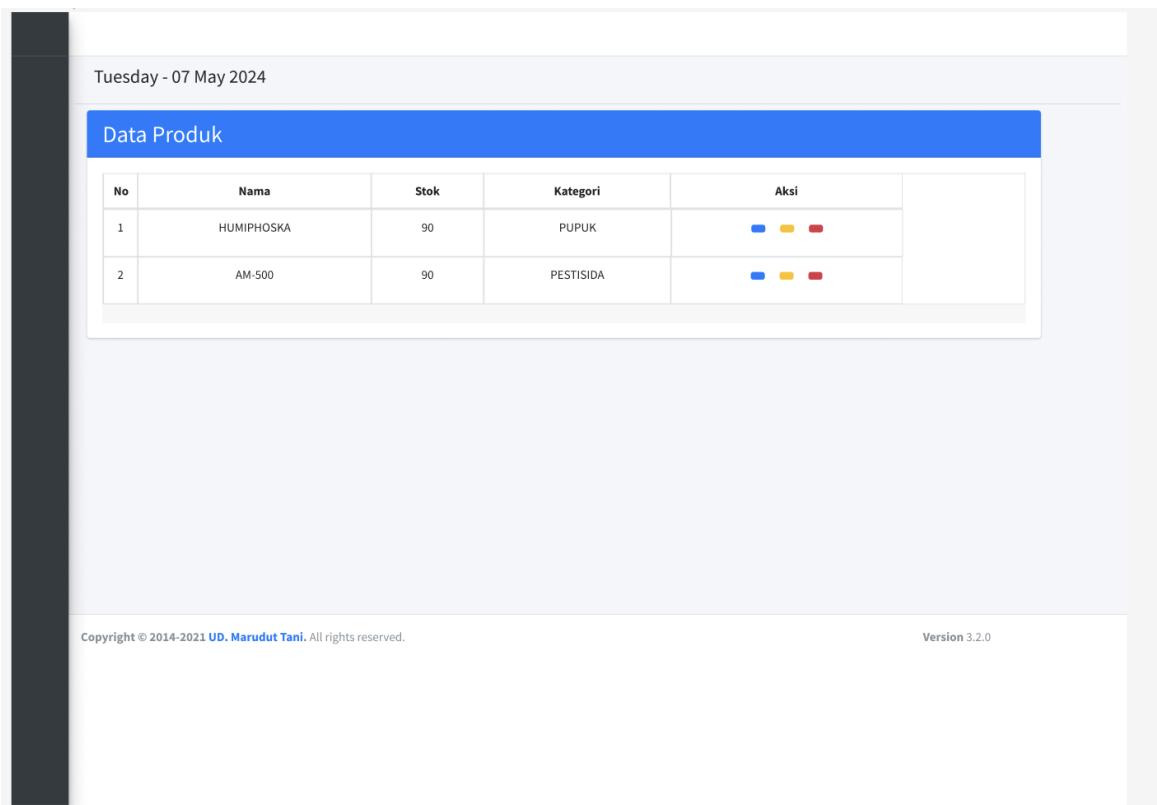 Tuesday - 07 May 2024
Data Produk
No Nama Stok Kategori Aksi
1 HUMIPHOSKA 90 PUPUK
2 AM-500 90 PESTISIDA
Copyright © 2014-2021 UD. Marudut Tani. All rights reserved. Version 3.2.0